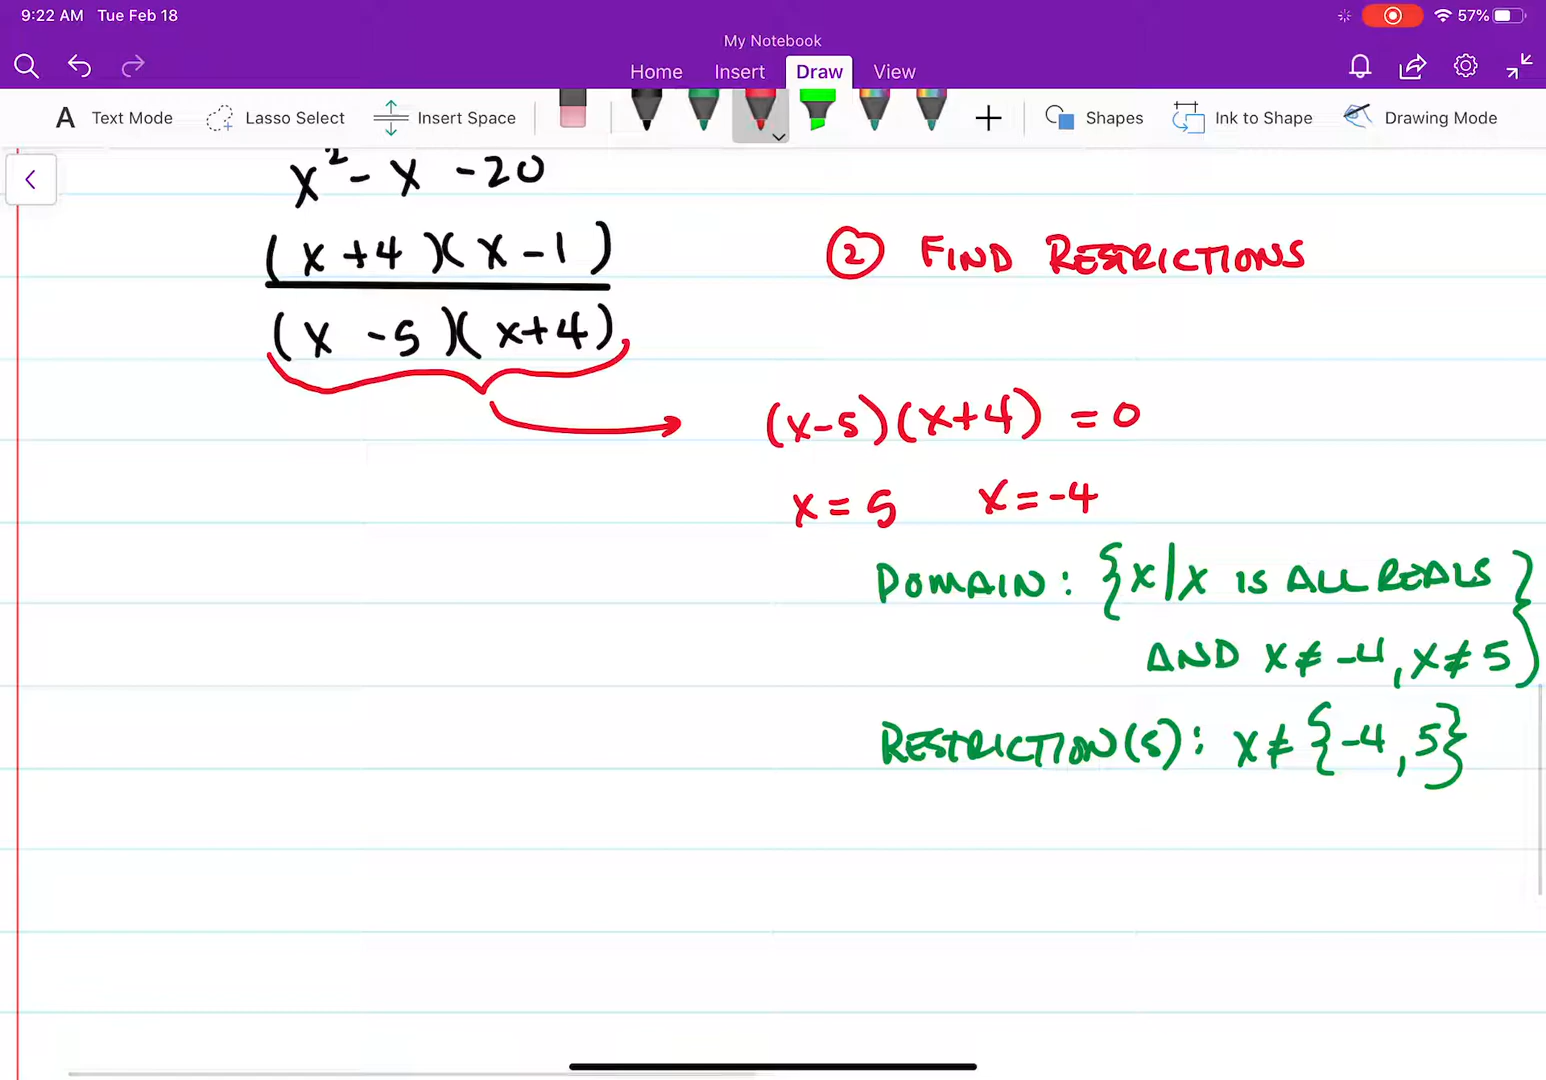 9:22 AM Tue Feb 18
57%
My Notebook
Home Insert Draw View
A Text Mode Lasso Select Insert Space Shapes Ink to Shape Drawing Mode
x² - x - 20
(x +4)(x -1)
(x -5)(x+4)
② FIND RESTRICTIONS
(x-5)(x+4) = 0
x = 5 x = -4
DOMAIN: {x|x IS ALL REALS
AND x ≠ -4, x ≠ 5}
RESTRICTION(S): x ≠ {-4, 5}